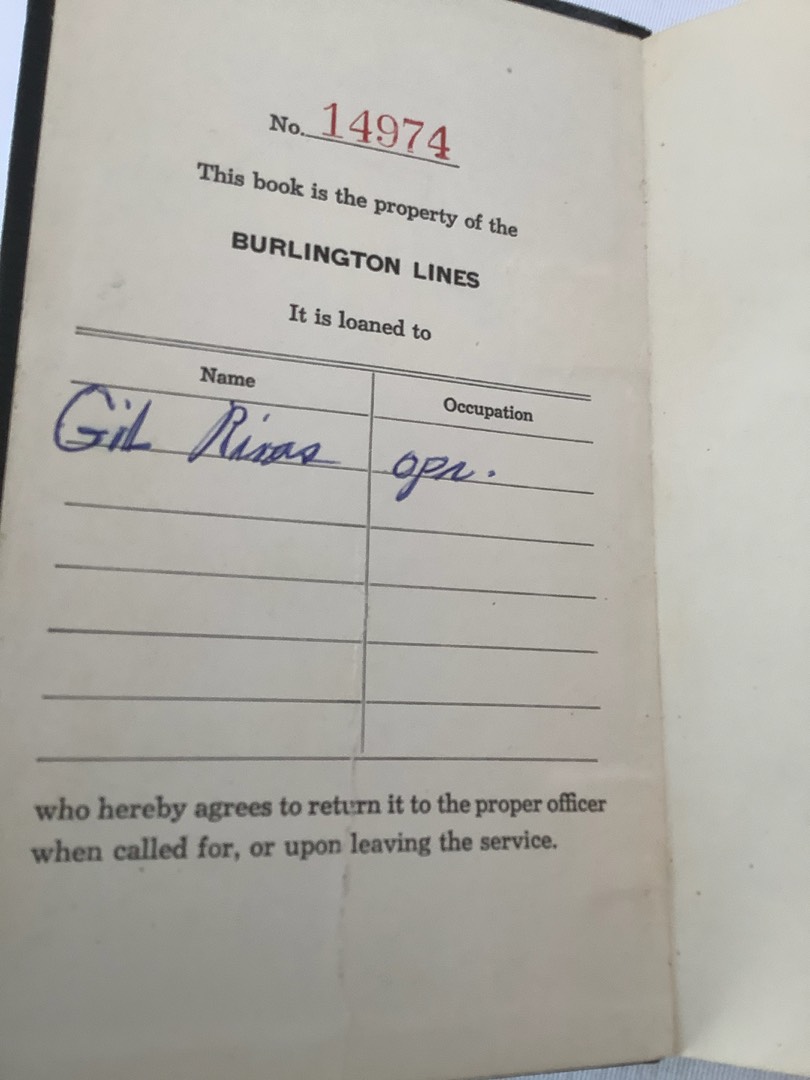 No. 14974
This book is the property of the
BURLINGTON LINES
It is loaned to
Name Occupation
Gil Rivas opr.
who hereby agrees to return it to the proper officer
when called for, or upon leaving the service.